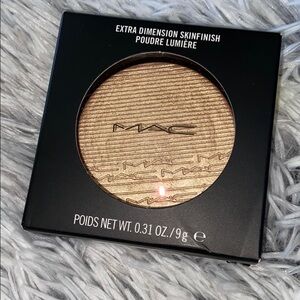 EXTRA DIMENSION SKINFINISH
POUDRE LUMIÈRE
MAC
POIDS NET WT. 0.31 OZ./9g e